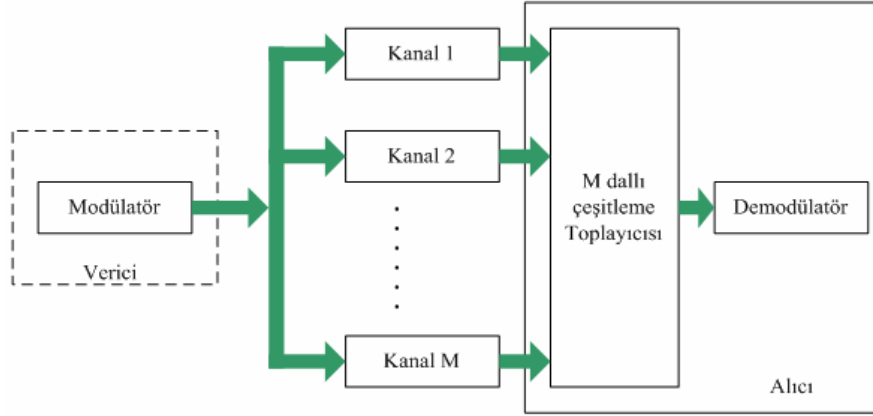 Kanal 1
Kanal 2
Modülatör
Verici
M dallı
çeşitleme
Toplayıcısı
Demodülatör
Kanal M
Alıcı